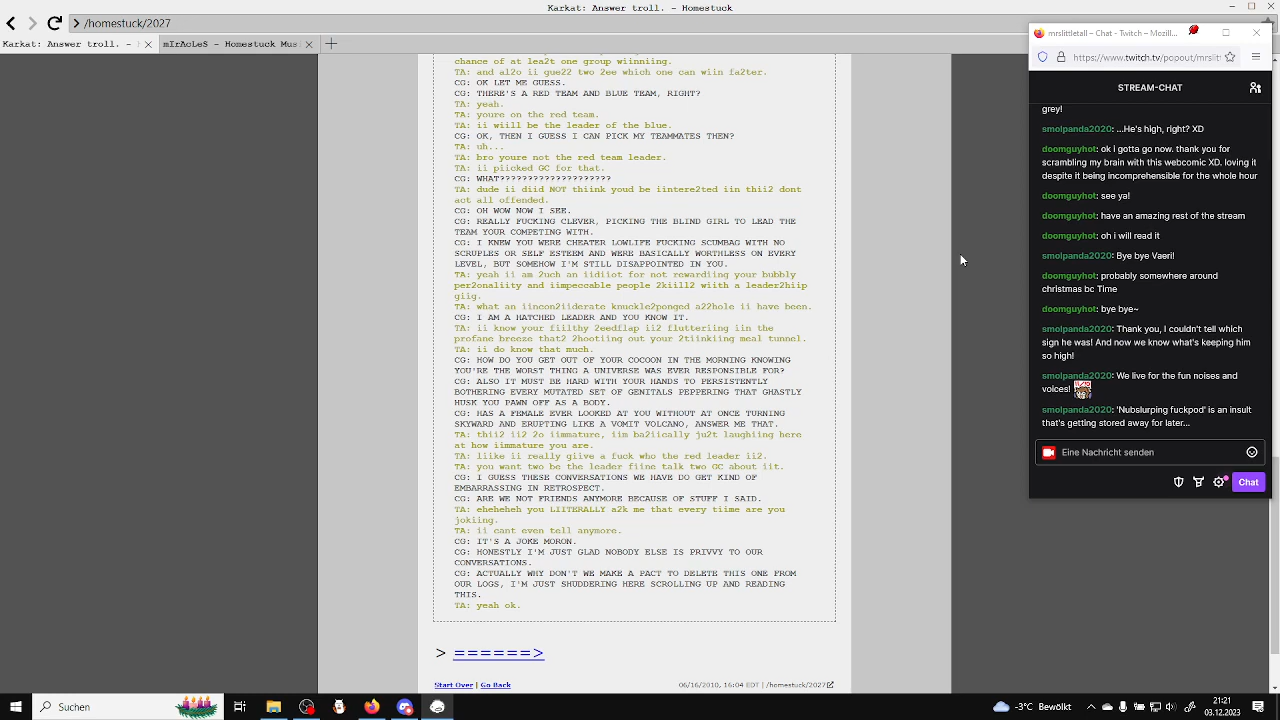 Karkat: Answer troll. - Homestuck
/homestuck/2027
Karkat: Answer troll. -
mIrAcLeS - Homestuck Mus
chance of at lea2t one group wiinniing.
TA: and al2o ii gue22 two 2ee which one can wiin fa2ter.
CG: OK LET ME GUESS.
CG: THERE'S A RED TEAM AND BLUE TEAM, RIGHT?
TA: yeah.
TA: youre on the red team.
TA: ii wiill be the leader of the blue.
CG: OK, THEN I GUESS I CAN PICK MY TEAMMATES THEN?
TA: uh...
TA: bro youre not the red team leader.
TA: ii piicked GC for that.
CG: WHAT????????????????????
TA: dude ii diid NOT thiink youd be iintere2ted iin thii2 dont
act all offended.
CG: OH WOW NOW I SEE.
CG: REALLY FUCKING CLEVER, PICKING THE BLIND GIRL TO LEAD THE
TEAM YOUR COMPETING WITH.
CG: I KNEW YOU WERE CHEATER LOWLIFE FUCKING SCUMBAG WITH NO
SCRUPLES OR SELF ESTEEM AND WERE BASICALLY WORTHLESS ON EVERY
LEVEL, BUT SOMEHOW I'M STILL DISAPPOINTED IN YOU.
TA: yeah ii am 2uch an iidiiot for not rewardiing your bubbly
per2onaliity and iimpeccable people 2kiill2 wiith a leader2hiip
giig.
TA: what an iincon2iiderate knuckle2ponged a22hole ii have been.
CG: I AM A HATCHED LEADER AND YOU KNOW IT.
TA: ii know your fiilthy 2eedflap ii2 flutteriing iin the
profane breeze that2 2hootiing out your 2tiinkiing meal tunnel.
TA: ii do know that much.
CG: HOW DO YOU GET OUT OF YOUR COCOON IN THE MORNING KNOWING
YOU'RE THE WORST THING A UNIVERSE WAS EVER RESPONSIBLE FOR?
CG: ALSO IT MUST BE HARD WITH YOUR HANDS TO PERSISTENTLY
BOTHERING EVERY MUTATED SET OF GENITALS PEPPERING THAT GHASTLY
HUSK YOU PAWN OFF AS A BODY.
CG: HAS A FEMALE EVER LOOKED AT YOU WITHOUT AT ONCE TURNING
SKYWARD AND ERUPTING LIKE A VOMIT VOLCANO, ANSWER ME THAT.
TA: thii2 ii2 2o iimmature, iim ba2iically ju2t laughiing here
at how iimmature you are.
TA: liike ii really giive a fuck who the red leader ii2.
TA: you want two be the leader fiine talk two GC about iit.
CG: I GUESS THESE CONVERSATIONS WE HAVE DO GET KIND OF
EMBARRASSING IN RETROSPECT.
CG: ARE WE NOT FRIENDS ANYMORE BECAUSE OF STUFF I SAID.
TA: eheheheh you LIITERALLY a2k me that every tiime are you
jokiing.
TA: ii cant even tell anymore.
CG: IT'S A JOKE MORON.
CG: HONESTLY I'M JUST GLAD NOBODY ELSE IS PRIVVY TO OUR
CONVERSATIONS.
CG: ACTUALLY WHY DON'T WE MAKE A PACT TO DELETE THIS ONE FROM
OUR LOGS, I'M JUST SHUDDERING HERE SCROLLING UP AND READING
THIS.
TA: yeah ok.
> ======>
Start Over | Go Back
06/16/2010, 16:04 EDT | /homestuck/2027
mrslittletall – Chat - Twitch – Mozill...
https://www.twitch.tv/popout/mrslitt
STREAM-CHAT
grey!
smolpanda2020: ...He's high, right? XD
doomguyhot: ok i gotta go now. thank you for
scrambling my brain with this webcomic XD. loving it
despite it being incomprehensible for the whole hour
doomguyhot: see ya!
doomguyhot: have an amazing rest of the stream
doomguyhot: oh i will read it
smolpanda2020: Bye bye Vaeri!
doomguyhot: probably somewhere around
christmas bc Time
doomguyhot: bye bye~
smolpanda2020: Thank you, I couldn't tell which
sign he was! And now we know what's keeping him
so high!
smolpanda2020: We live for the fun noises and
voices!
smolpanda2020: 'Nubslurping fuckpod' is an insult
that's getting stored away for later...
Eine Nachricht senden
Chat
Suchen
-3°C Bewölkt
21:21
03.12.2023